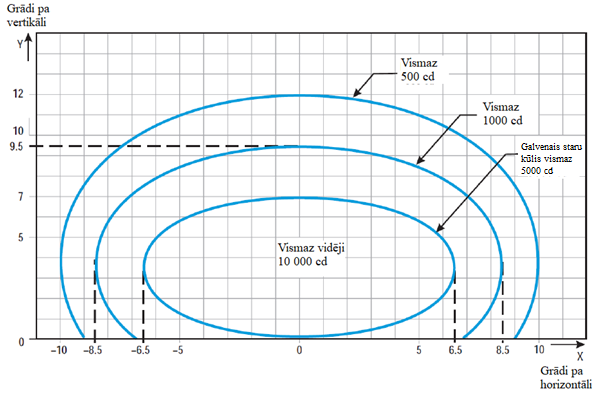 Grādi pa
vertikāli
Y
Vismaz
500 cd
12
Vismaz
1000 cd
10
9.5
Galvenais staru
kūlis vismaz
5000 cd
7
5
Vismaz vidēji
10 000 cd
0
−10
−8.5
−6.5
−5
0
5
6.5
8.5
10
X
Grādi pa
horizontāli